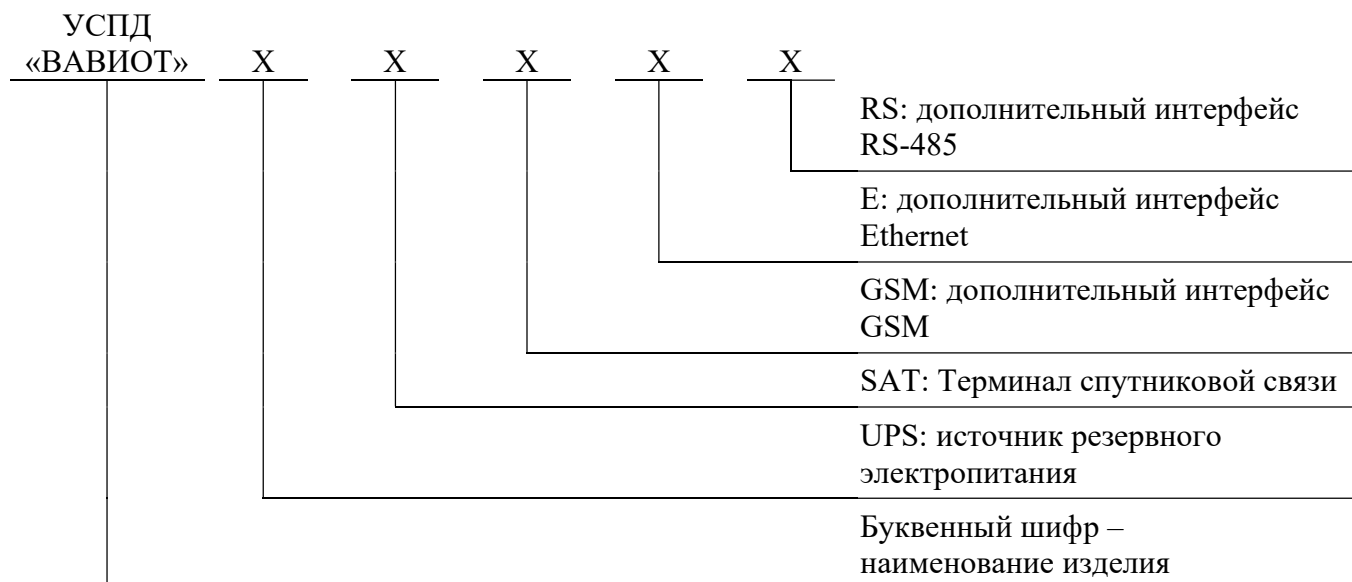 УСПД
«ВАВИОТ» X X X X X
RS: дополнительный интерфейс
RS-485
E: дополнительный интерфейс
Ethernet
GSM: дополнительный интерфейс
GSM
SAT: Терминал спутниковой связи
UPS: источник резервного
электропитания
Буквенный шифр –
наименование изделия